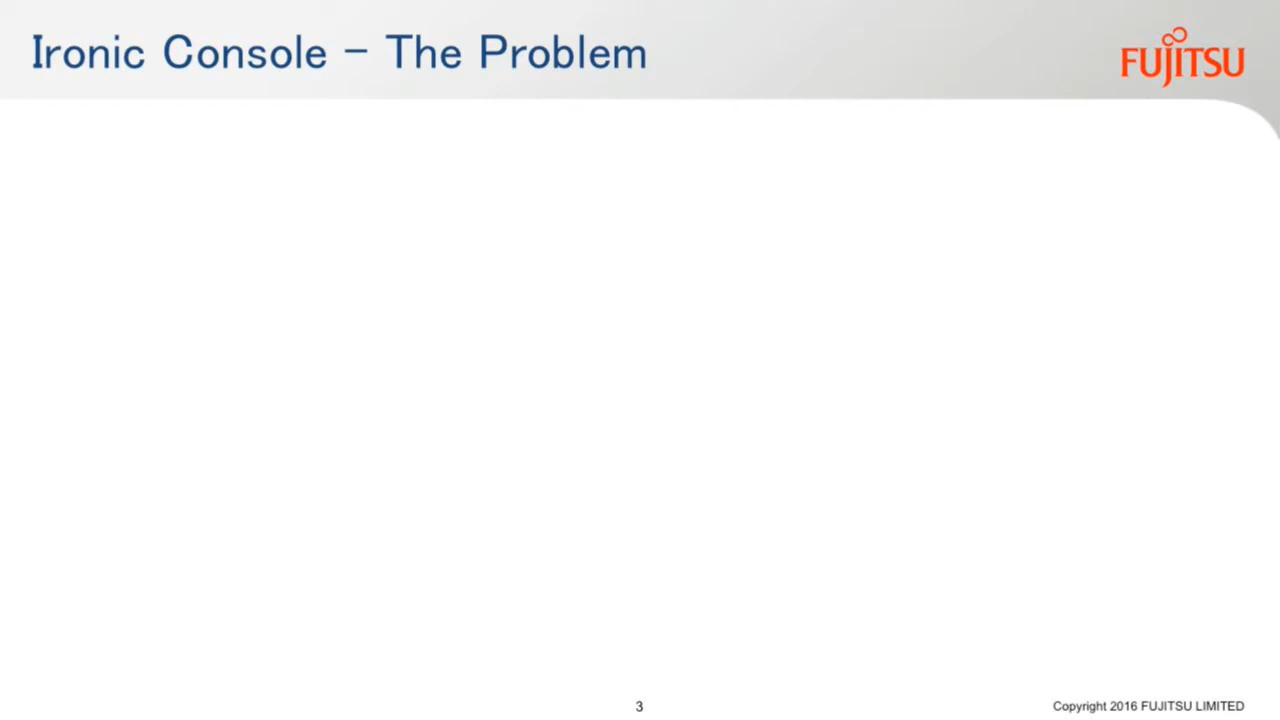 Ironic Console - The Problem
FUJITSU
3
Copyright 2016 FUJITSU LIMITED